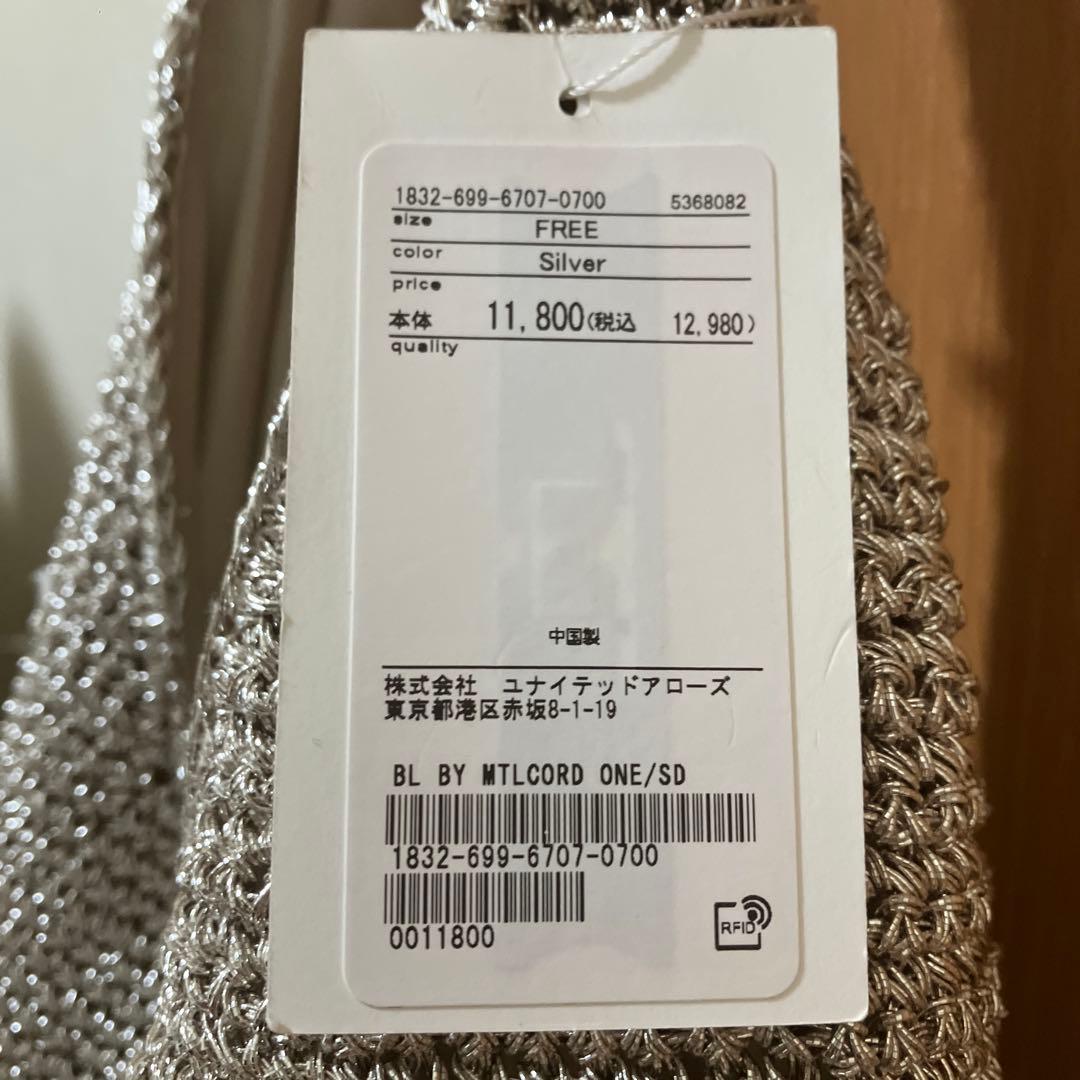 1832-699-6707-0700 5368082
size FREE
color Silver
price
本体 11,800(税込 12,980)
quality
中国製
株式会社 ユナイテッドアローズ
東京都港区赤坂8-1-19
BL BY MTLCORD ONE/SD
1832-699-6707-0700
0011800
RFID